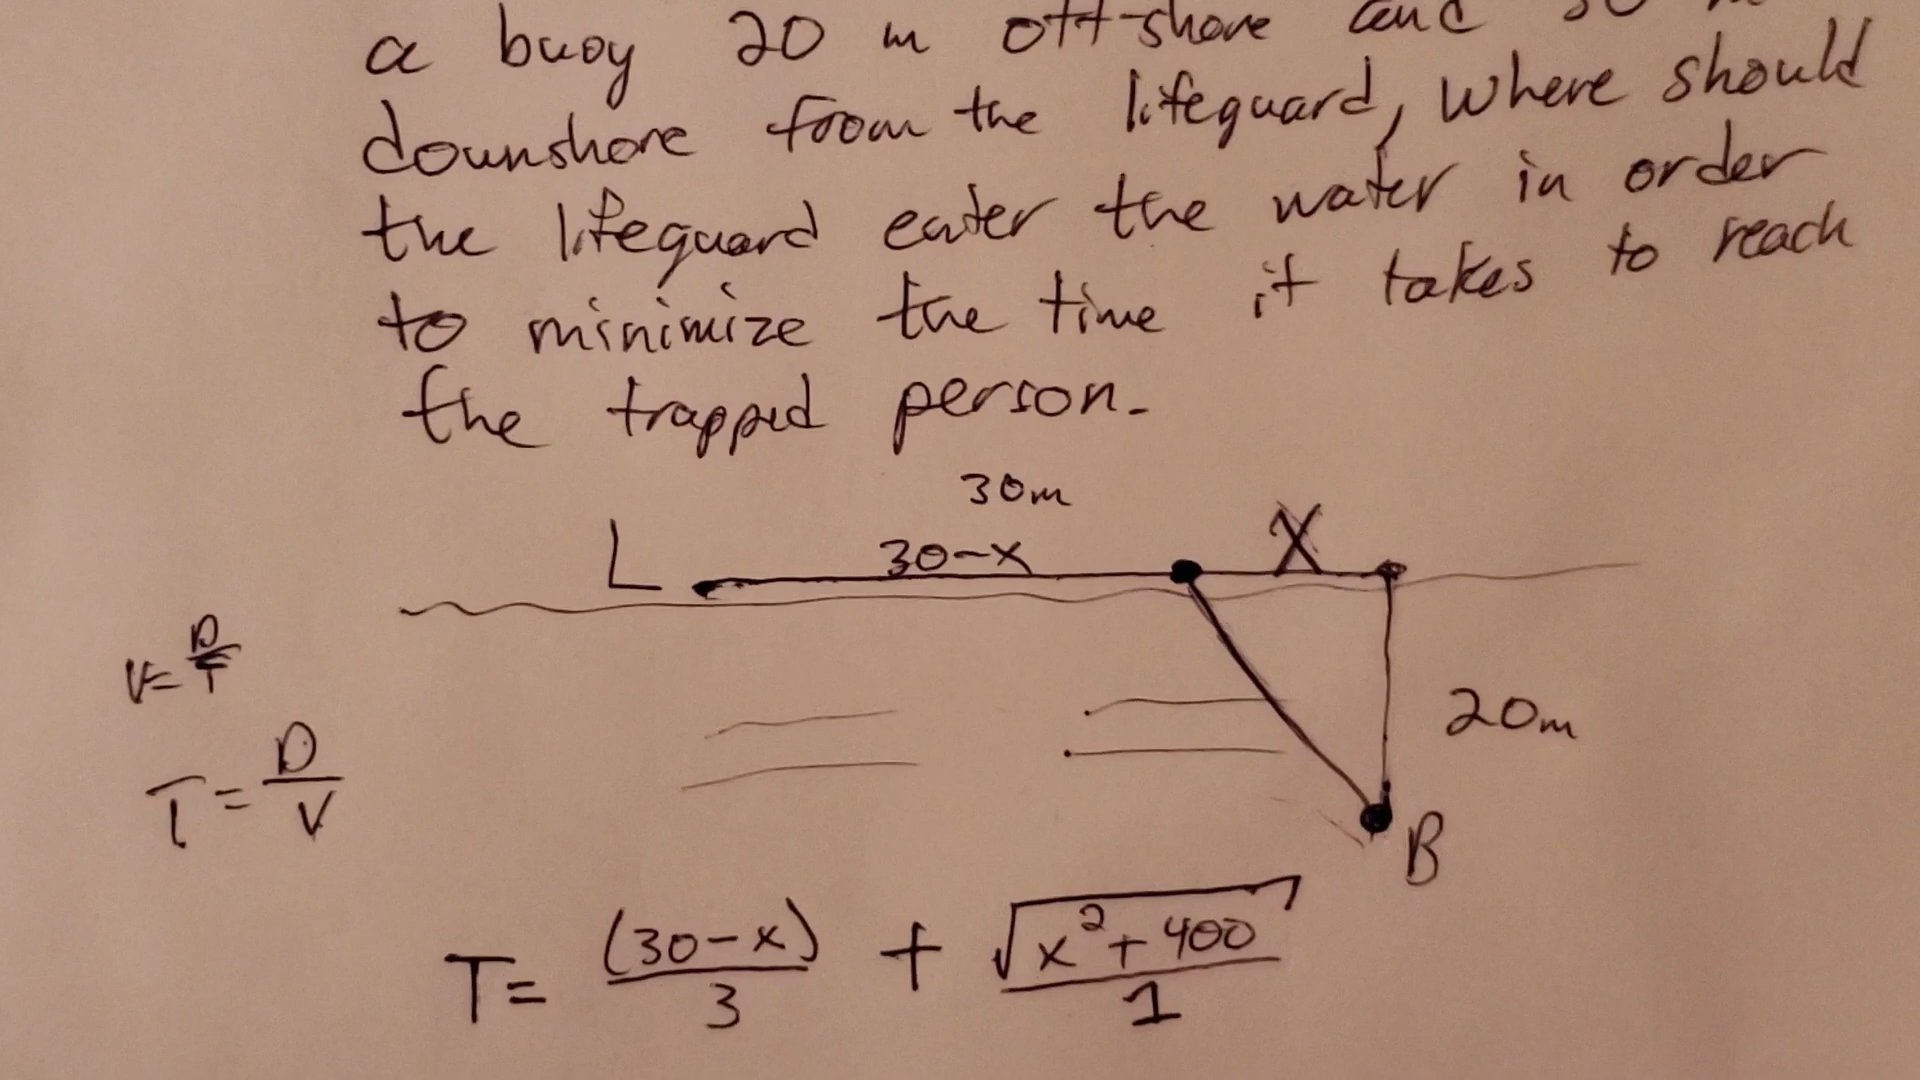 a buoy 20 m off-shore and 30
downshore from the lifeguard, where should
the lifeguard enter the water in order
to minimize the time it takes to reach
the trapped person.
30m
L 30-x X
V = D/T
20m
T = D/V
B
T = (30-x)/3 + √(x²+400)/1